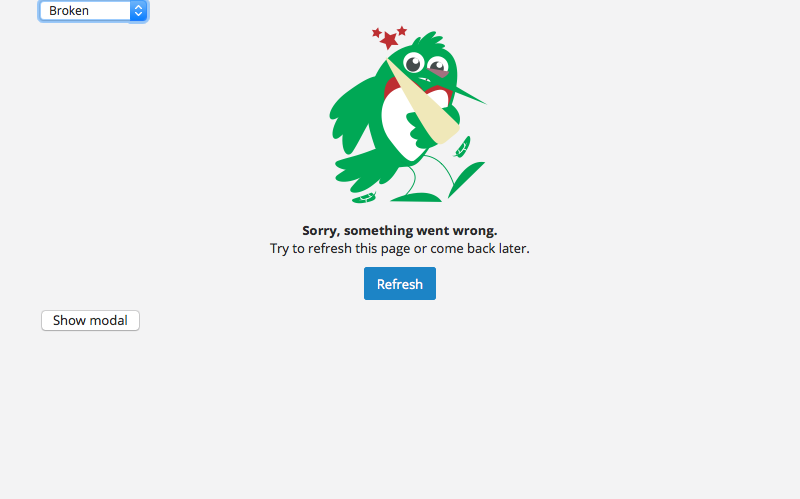 Broken
Sorry, something went wrong.
Try to refresh this page or come back later.
Refresh
Show modal